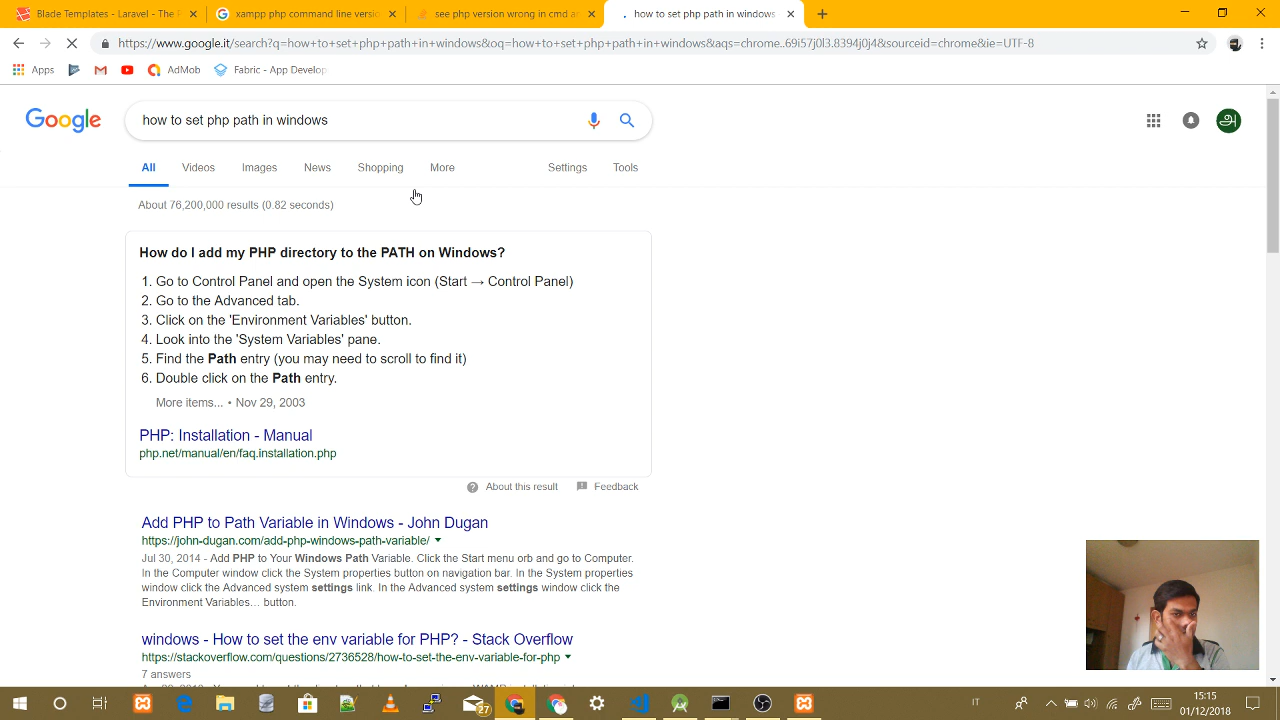 Blade Templates - Laravel - The P
xampp php command line versio
see php version wrong in cmd a
how to set php path in windows
https://www.google.it/search?q=how+to+set+php+path+in+windows&oq=how+to+set+php+path+in+windows&aqs=chrome..69i57j0l3.8394j0j4&sourceid=chrome&ie=UTF-8
Apps
AdMob
Fabric - App Develop
Google
how to set php path in windows
அ
All
Videos
Images
News
Shopping
More
Settings
Tools
About 76,200,000 results (0.82 seconds)
How do I add my PHP directory to the PATH on Windows?
1. Go to Control Panel and open the System icon (Start → Control Panel)
2. Go to the Advanced tab.
3. Click on the 'Environment Variables' button.
4. Look into the 'System Variables' pane.
5. Find the Path entry (you may need to scroll to find it)
6. Double click on the Path entry.
More items... • Nov 29, 2003
PHP: Installation - Manual
php.net/manual/en/faq.installation.php
About this result
Feedback
Add PHP to Path Variable in Windows - John Dugan
https://john-dugan.com/add-php-windows-path-variable/
Jul 30, 2014 - Add PHP to Your Windows Path Variable. Click the Start menu orb and go to Computer.
In the Computer window click the System properties button on navigation bar. In the System properties
window click the Advanced system settings link. In the Advanced system settings window click the
Environment Variables… button.
windows - How to set the env variable for PHP? - Stack Overflow
https://stackoverflow.com/questions/2736528/how-to-set-the-env-variable-for-php
7 answers
27
IT
15:15
01/12/2018